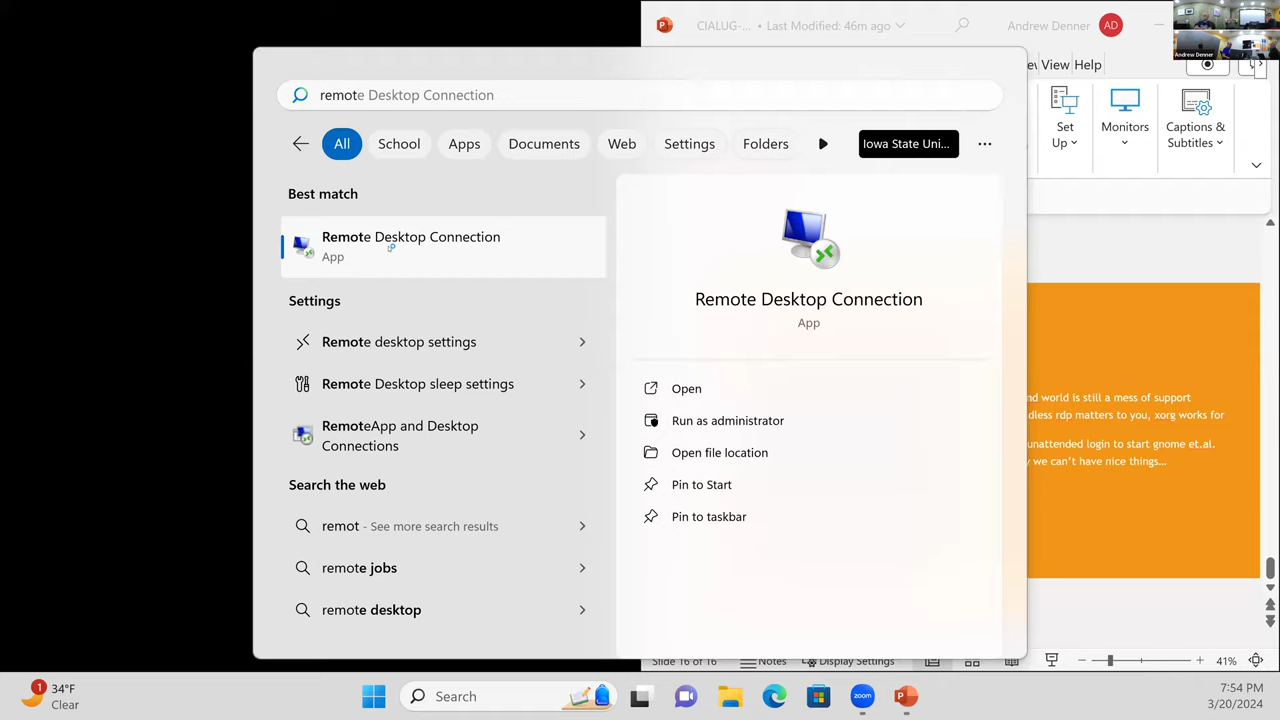 CIALUG-... • Last Modified: 46m ago
Andrew Denner AD
Andrew Denner
View Help
remote Desktop Connection
All School Apps Documents Web Settings Folders Iowa State Uni...
Set Up
Monitors
Captions & Subtitles
Best match
Remote Desktop Connection
App
Settings
Remote desktop settings
Remote Desktop sleep settings
RemoteApp and Desktop
Connections
Search the web
remot - See more search results
remote jobs
remote desktop
Remote Desktop Connection
App
Open
Run as administrator
Open file location
Pin to Start
Pin to taskbar
nd world is still a mess of support
dless rdp matters to you, xorg works for
unattended login to start gnome et.al.
y we can't have nice things...
Slide 16 of 16 Notes Display Settings 41%
1 34°F
Clear
Search
zoom
7:54 PM
3/20/2024